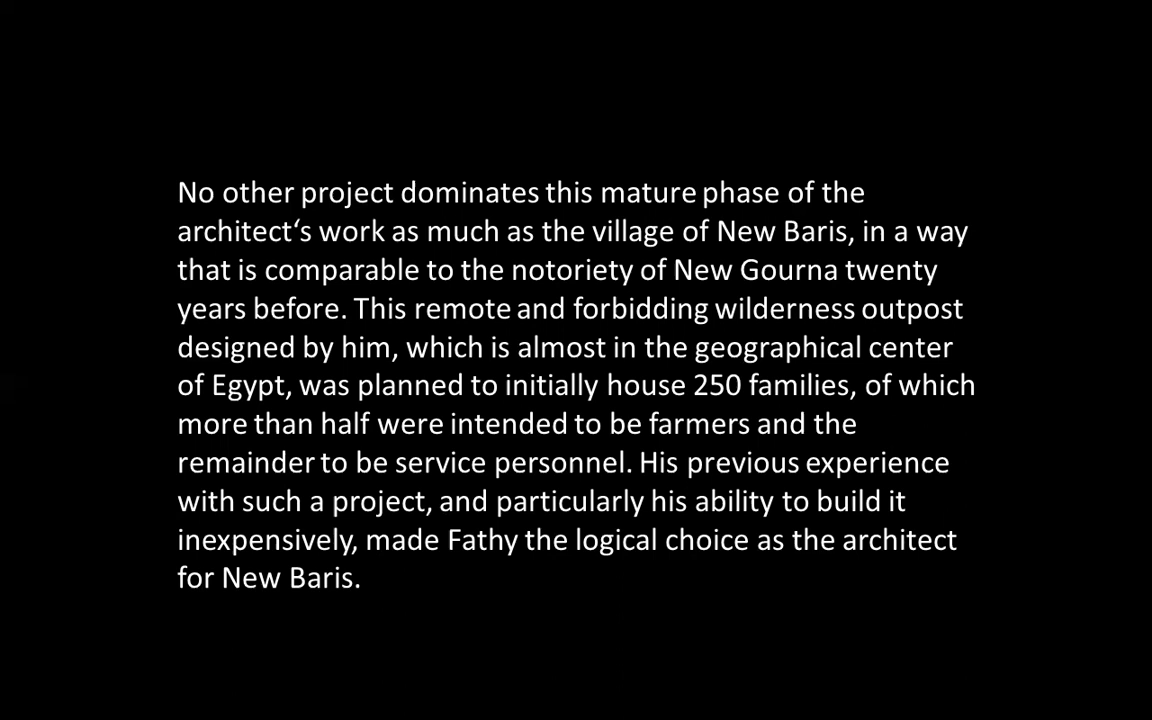 No other project dominates this mature phase of the
architect‘s work as much as the village of New Baris, in a way
that is comparable to the notoriety of New Gourna twenty
years before. This remote and forbidding wilderness outpost
designed by him, which is almost in the geographical center
of Egypt, was planned to initially house 250 families, of which
more than half were intended to be farmers and the
remainder to be service personnel. His previous experience
with such a project, and particularly his ability to build it
inexpensively, made Fathy the logical choice as the architect
for New Baris.